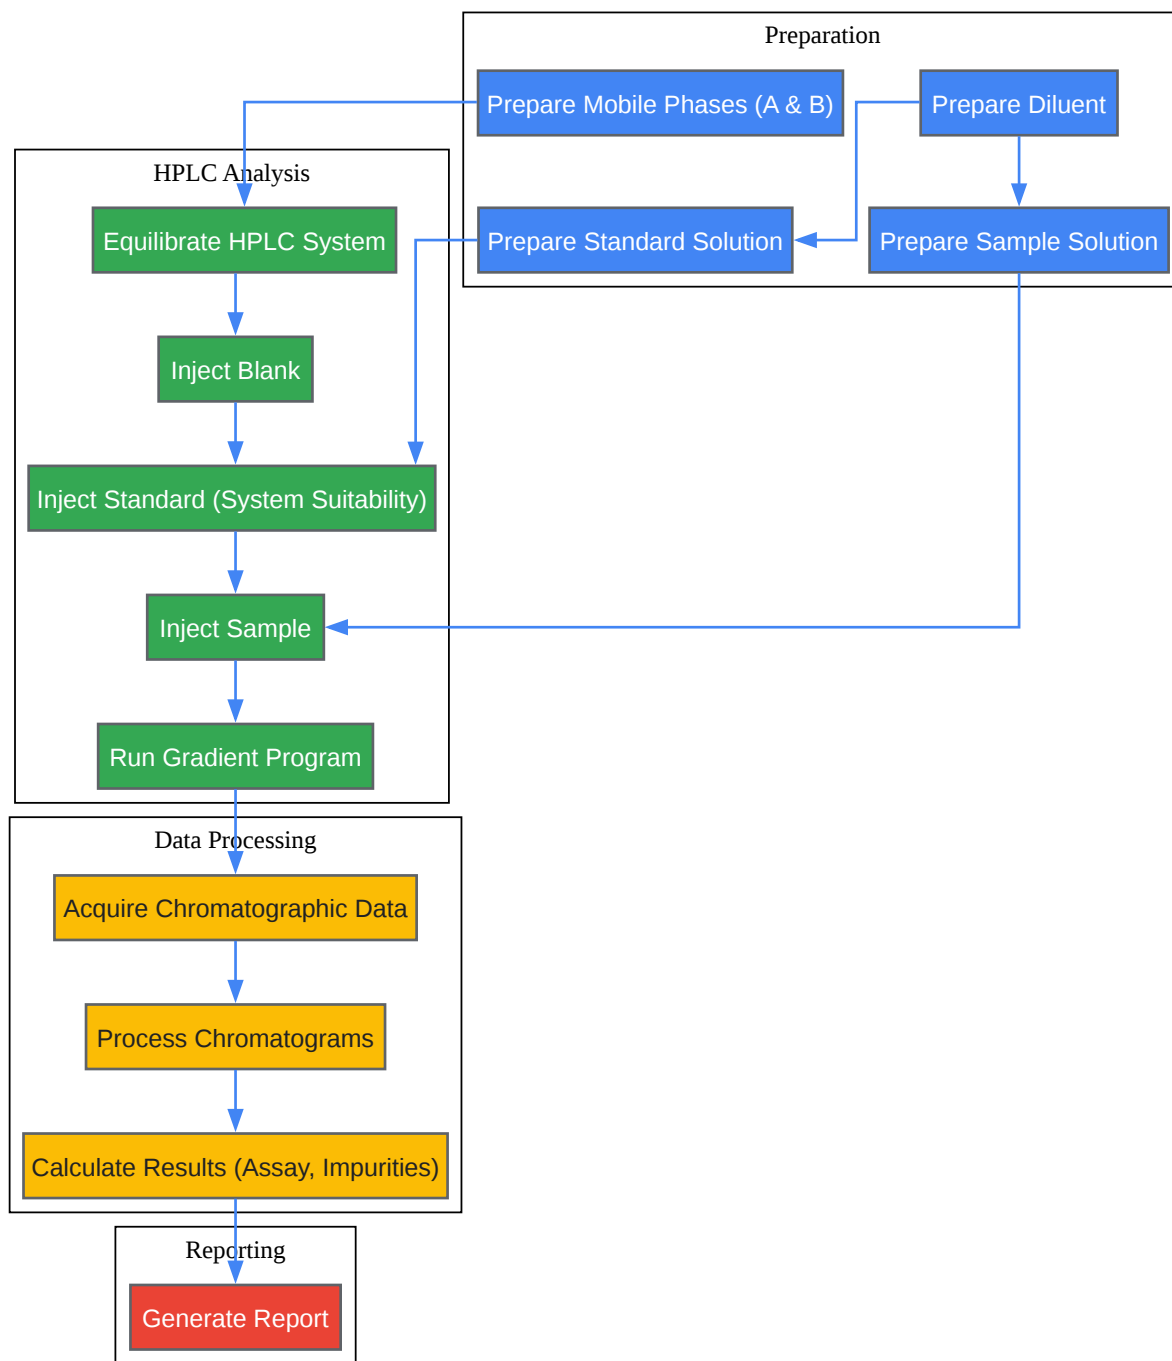 Preparation
Prepare Mobile Phases (A & B)
Prepare Diluent
Prepare Standard Solution
Prepare Sample Solution
HPLC Analysis
Equilibrate HPLC System
Inject Blank
Inject Standard (System Suitability)
Inject Sample
Run Gradient Program
Data Processing
Acquire Chromatographic Data
Process Chromatograms
Calculate Results (Assay, Impurities)
Reporting
Generate Report